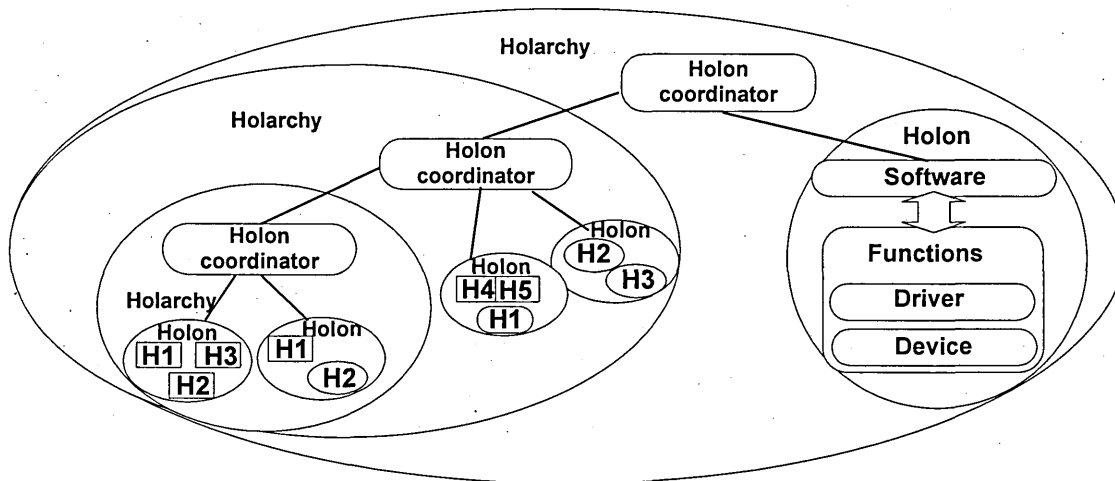 Holarchy
Holon
coordinator
Holarchy
Holon
coordinator
Holon
Software
Functions
Driver
Device
Holon
coordinator
Holon
H2
H3
Holon
H4 H5
H1
Holarchy
Holon
H1 H3
H2
Holon
H1
H2